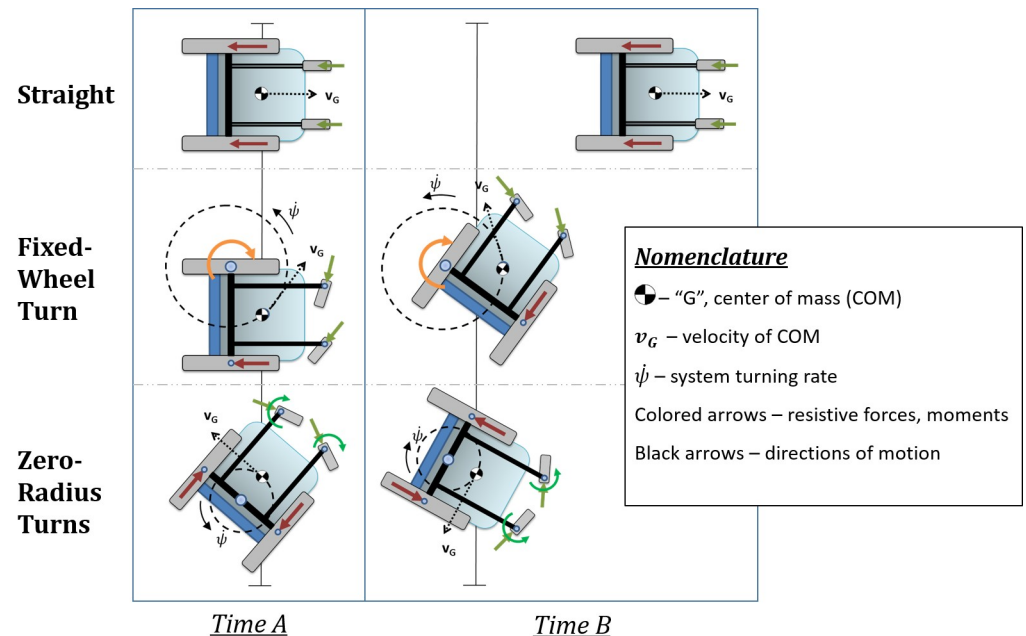 Straight
v_G
v_G
Fixed-
Wheel
Turn
ψ̇
v_G
ψ̇
v_G
Zero-
Radius
Turns
v_G
ψ̇
ψ̇
v_G
Time A
Time B
Nomenclature
– “G”, center of mass (COM)
v_G – velocity of COM
ψ̇ – system turning rate
Colored arrows – resistive forces, moments
Black arrows – directions of motion